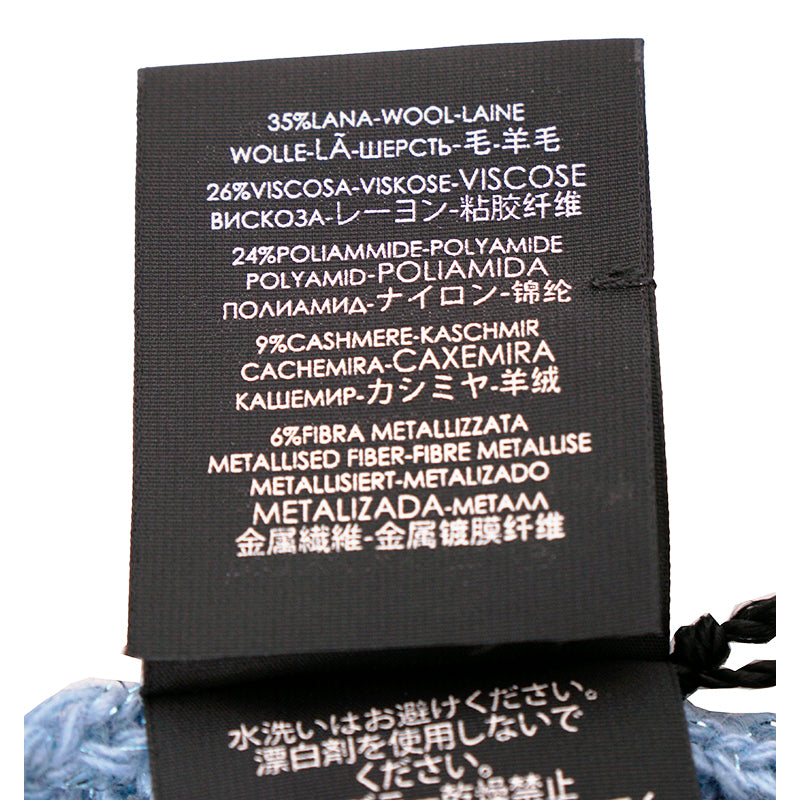 35%LANA-WOOL-LAINE
WOLLE-LÃ-ШЕРСТЬ-毛-羊毛
26%VISCOSA-VISKOSE-VISCOSE
ВИСКОЗА-レーヨン-粘胶纤维
24%POLIAMMIDE-POLYAMIDE
POLYAMID-POLIAMIDA
ПОЛИАМИД-ナイロン-锦纶
9%CASHMERE-KASCHMIR
CACHEMIRA-CAXEMIRA
КАШЕМИР-カシミヤ-羊绒
6%FIBRA METALLIZZATA
METALLISED FIBER-FIBRE METALLISE
METALLISIERT-METALIZADO
METALIZADA-МЕТАЛЛ
金属繊維-金属镀膜纤维
水洗いはお避けください。
漂白剤を使用しないで
ください。
乾燥禁止